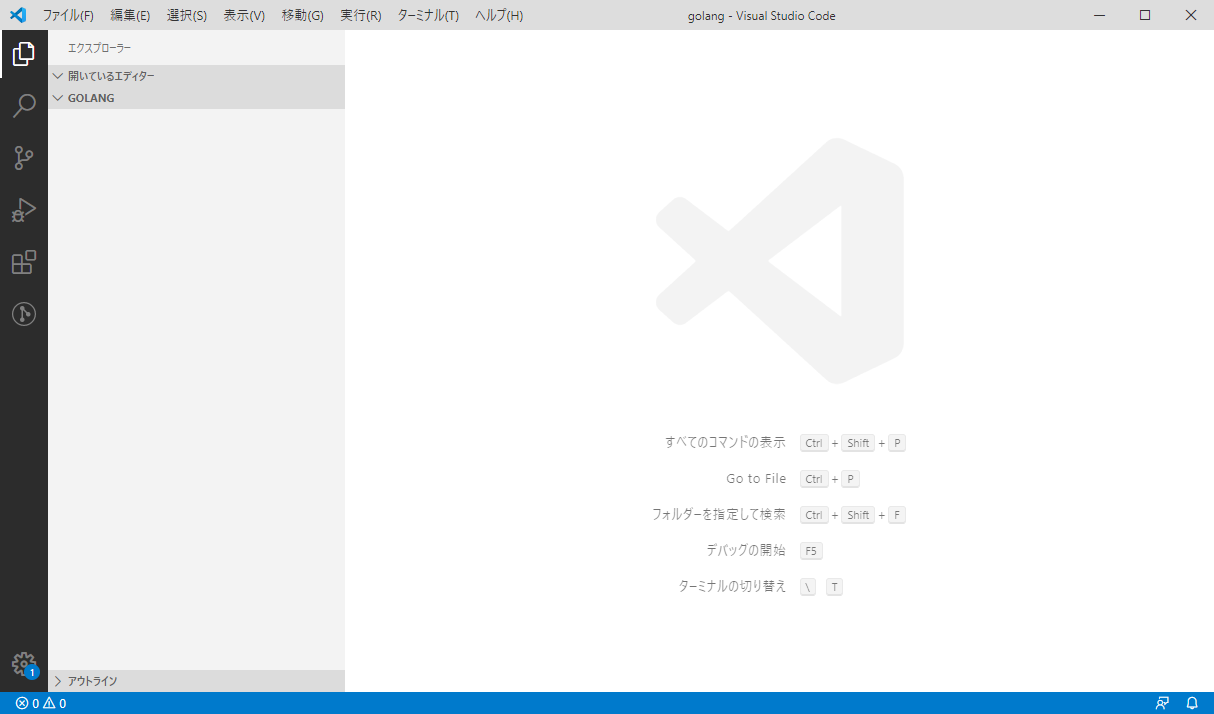 ファイル(F) 編集(E) 選択(S) 表示(V) 移動(G) 実行(R) ターミナル(T) ヘルプ(H) golang - Visual Studio Code
エクスプローラー
開いているエディター
GOLANG
すべてのコマンドの表示 Ctrl + Shift + P
Go to File Ctrl + P
フォルダーを指定して検索 Ctrl + Shift + F
デバッグの開始 F5
ターミナルの切り替え \ T
1
アウトライン
0 0